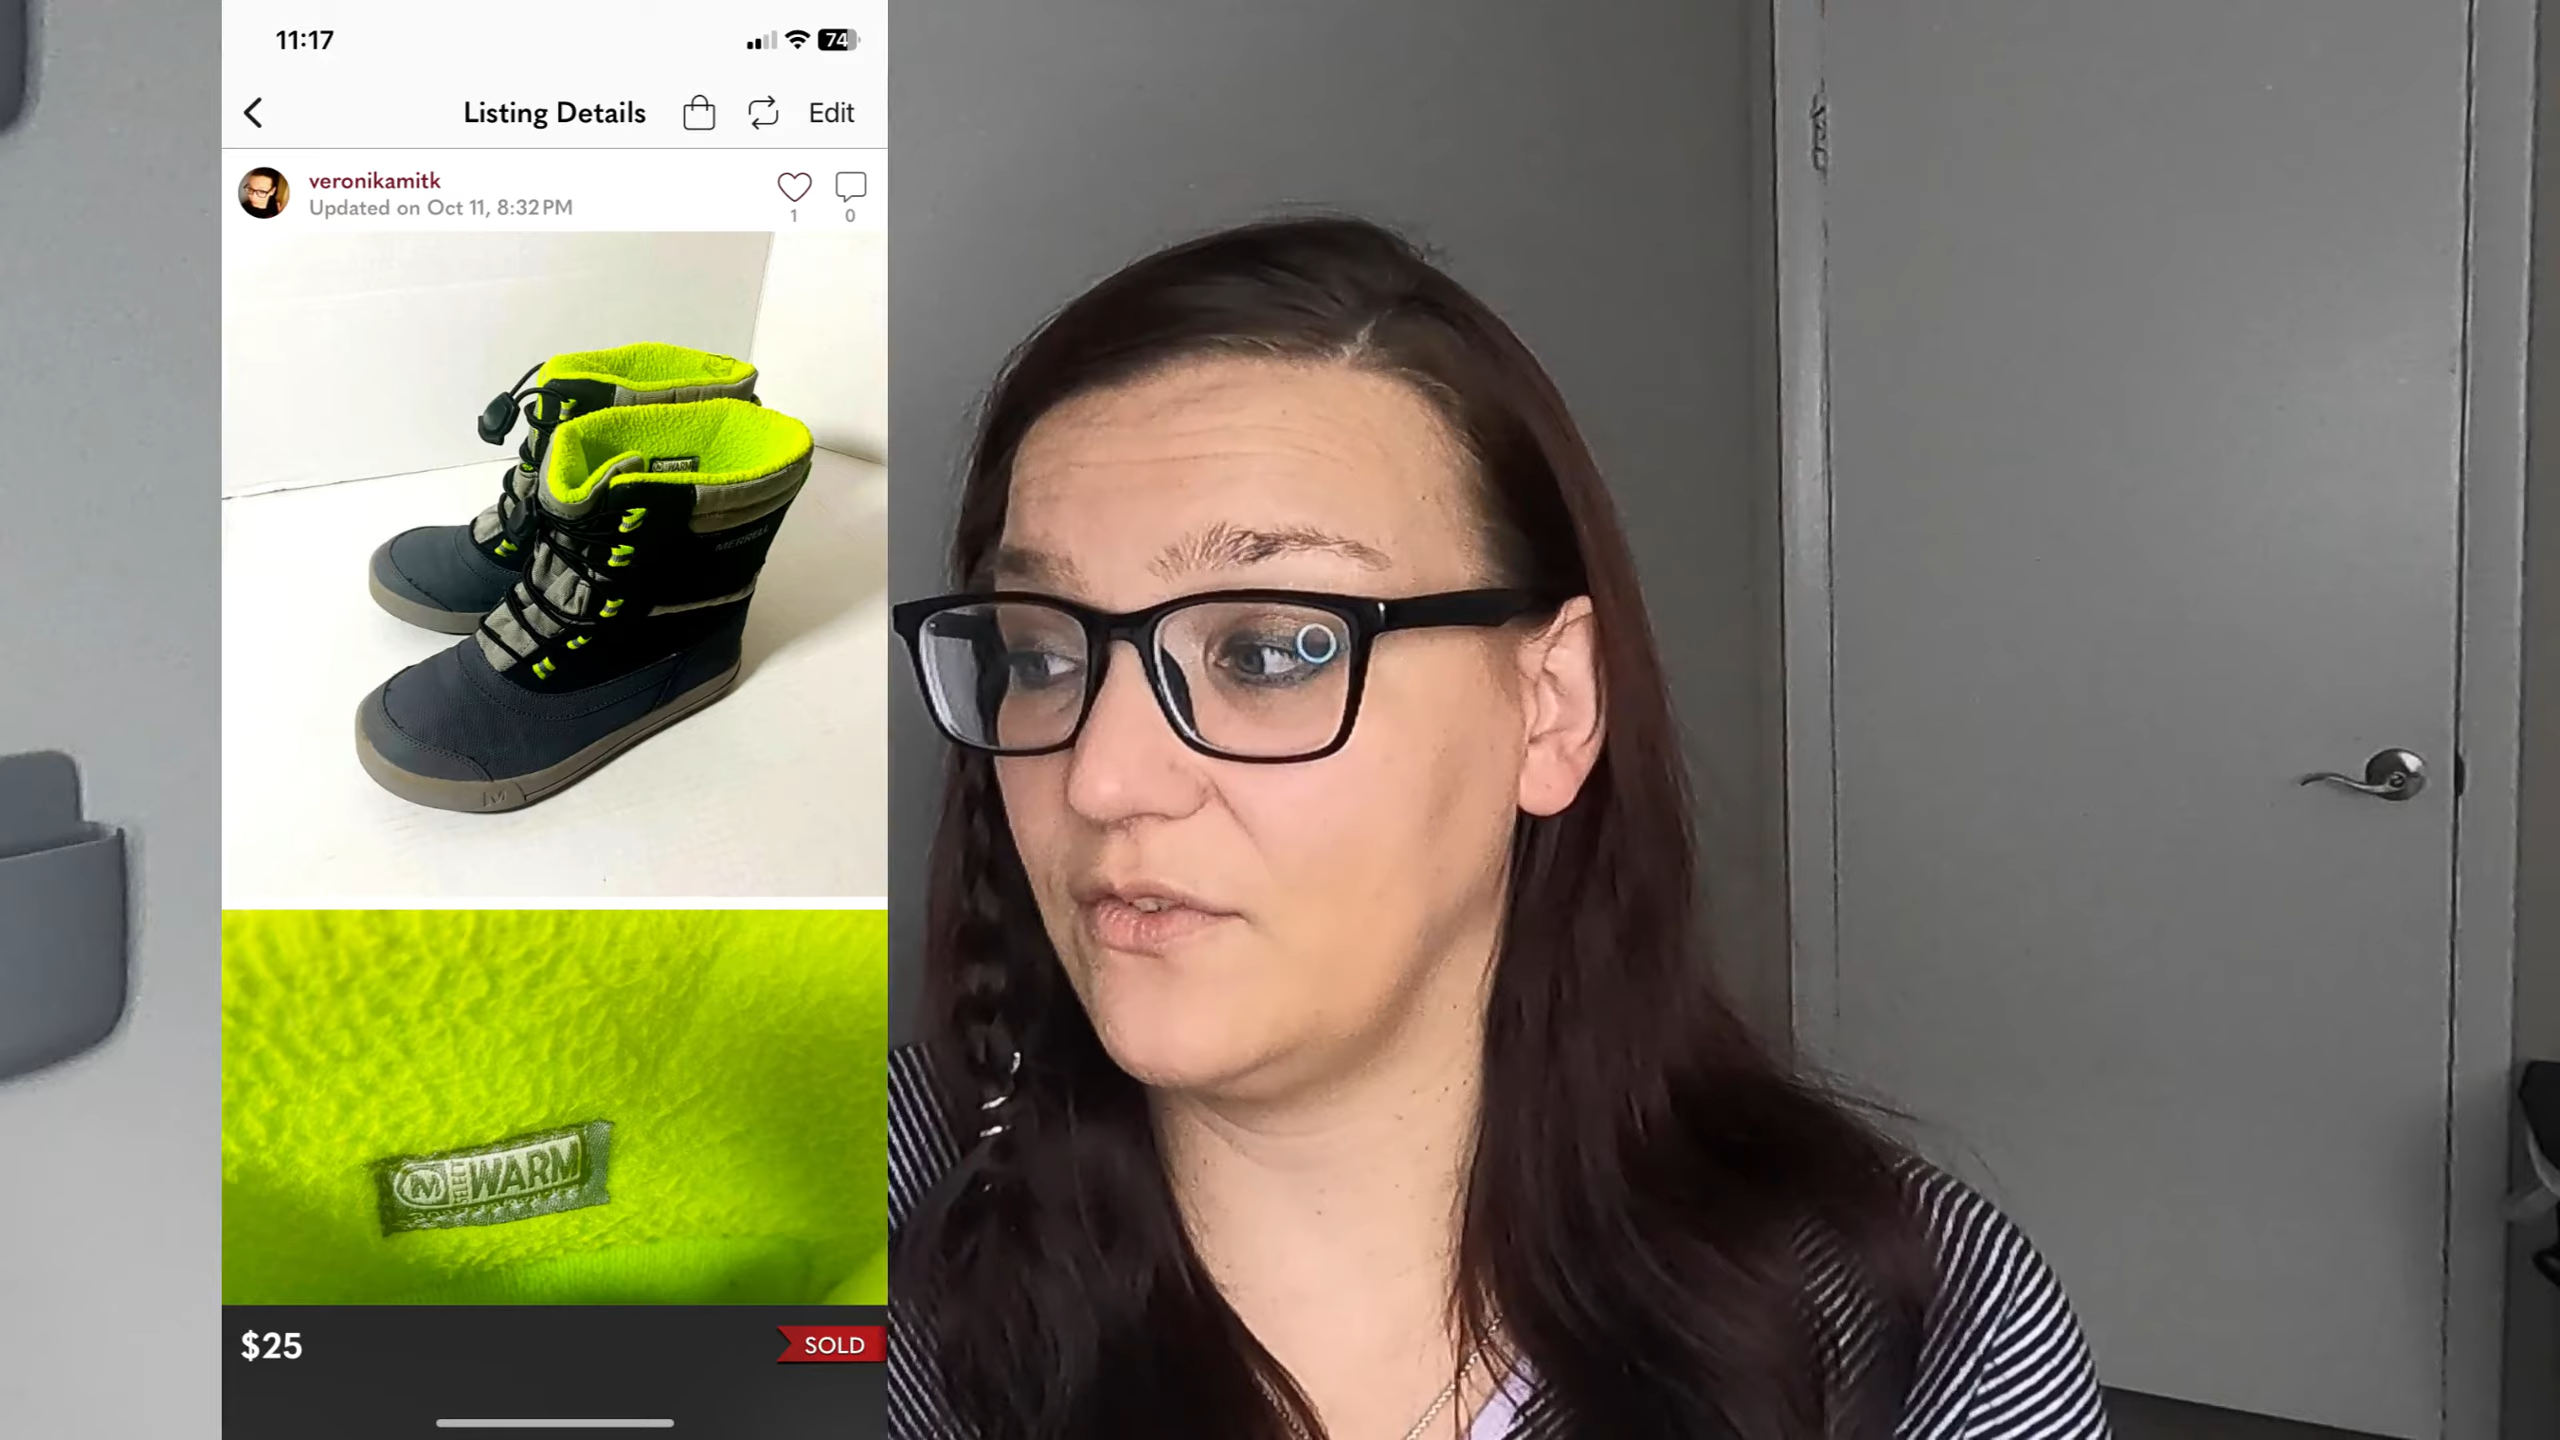 11:17
74
Listing Details
Edit
veronikamitk
Updated on Oct 11, 8:32 PM
1
0
WARM
MERRELL
M SELECT WARM
$25
SOLD